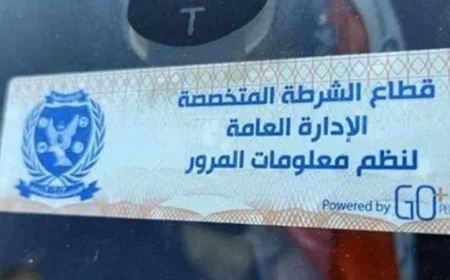 T
قطاع الشرطة المتخصصة
الإدارة العامة
لنظم معلومات المرور
Powered by GO+